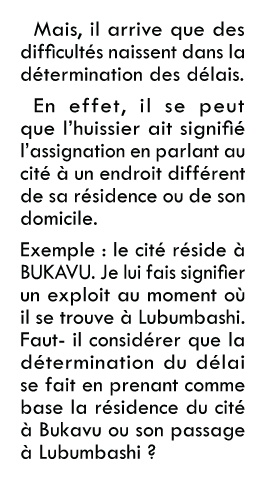 Mais, il arrive que des
difficultés naissent dans la
détermination des délais.
En effet, il se peut
que l'huissier ait signifié
l'assignation en parlant au
cité à un endroit différent
de sa résidence ou de son
domicile.
Exemple : le cité réside à
BUKAVU. Je lui fais signifier
un exploit au moment où
il se trouve à Lubumbashi.
Faut- il considérer que la
détermination du délai
se fait en prenant comme
base la résidence du cité
à Bukavu ou son passage
à Lubumbashi ?